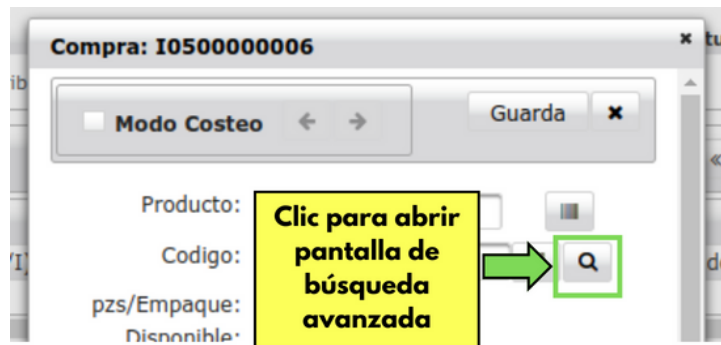 Compra: I0500000006
Modo Costeo
Guarda
Producto:
Clic para abrir
pantalla de
búsqueda
avanzada
Codigo:
pzs/Empaque:
Disponible: